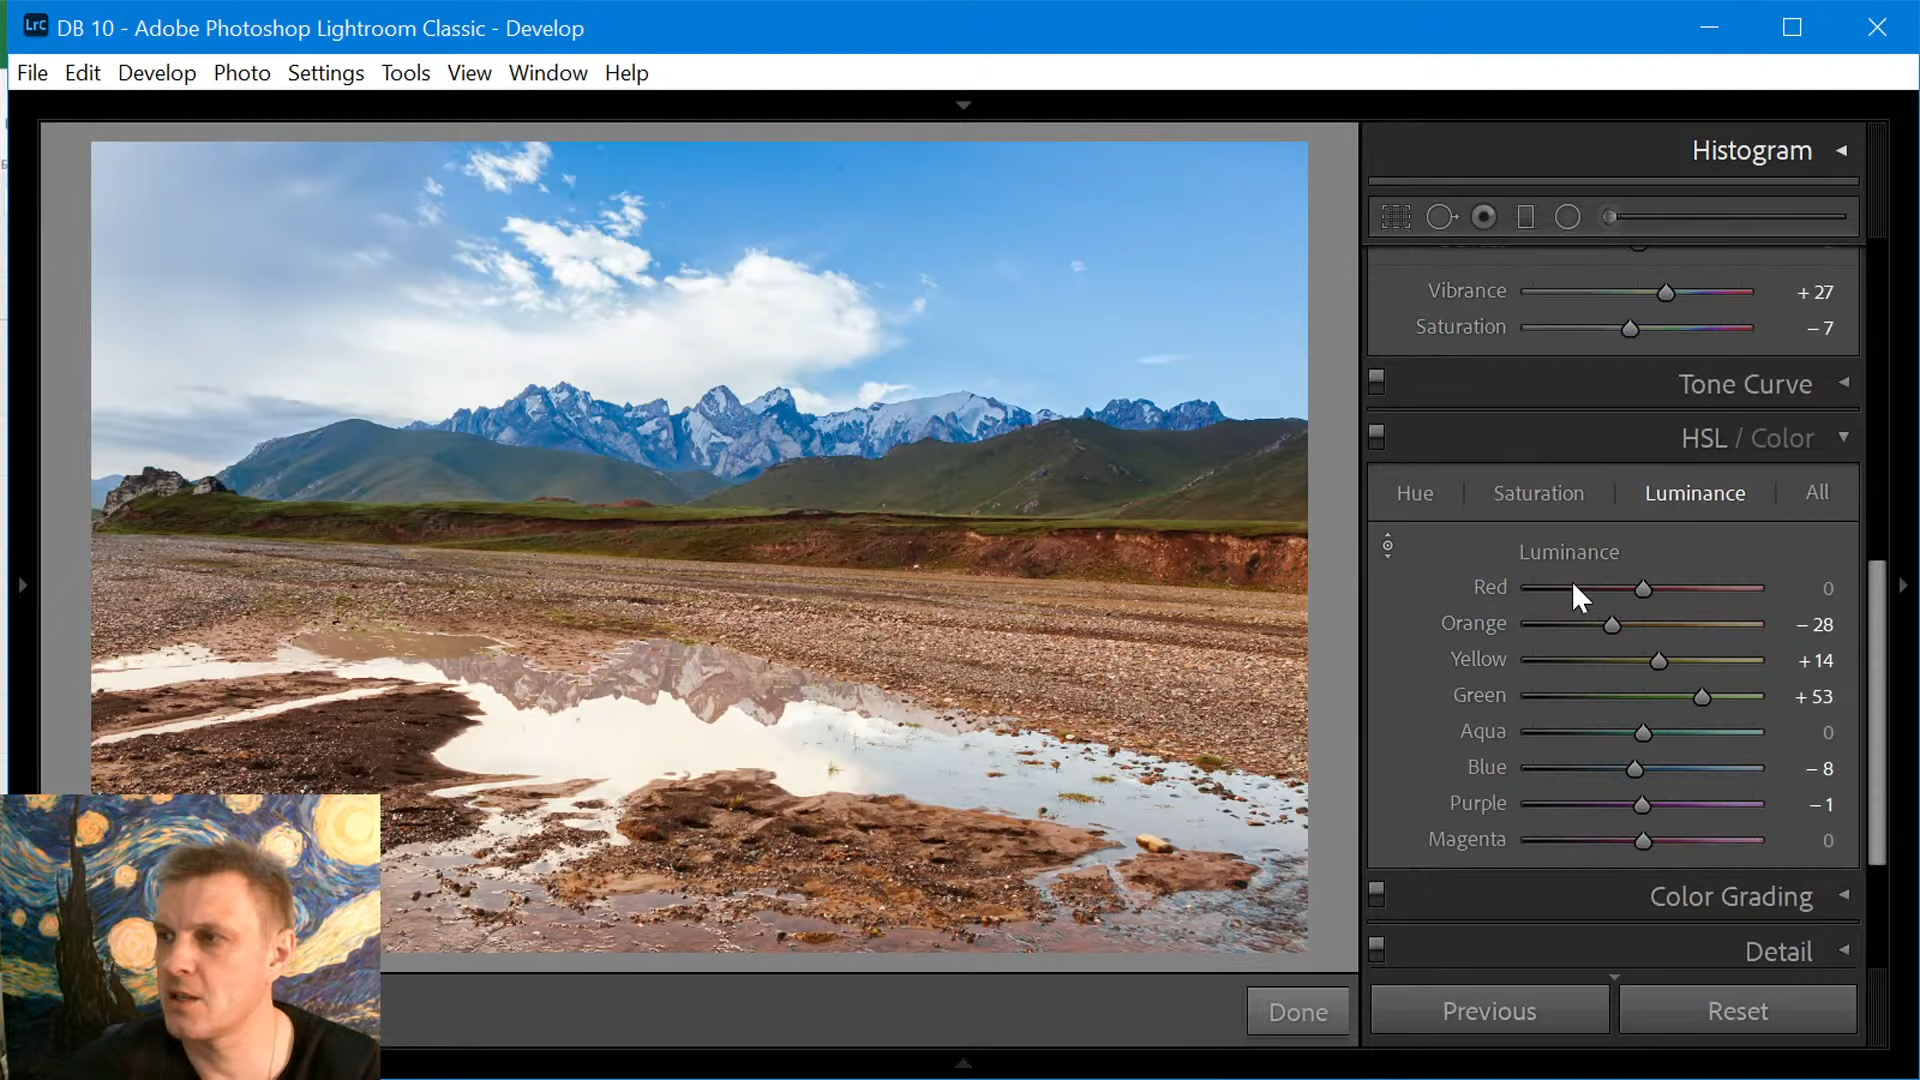 Lrc DB 10 - Adobe Photoshop Lightroom Classic - Develop
File Edit Develop Photo Settings Tools View Window Help
Histogram
Vibrance + 27
Saturation – 7
Tone Curve
HSL / Color
Hue Saturation Luminance All
Luminance
Red 0
Orange – 28
Yellow + 14
Green + 53
Aqua 0
Blue – 8
Purple – 1
Magenta 0
Color Grading
Detail
Done Previous Reset